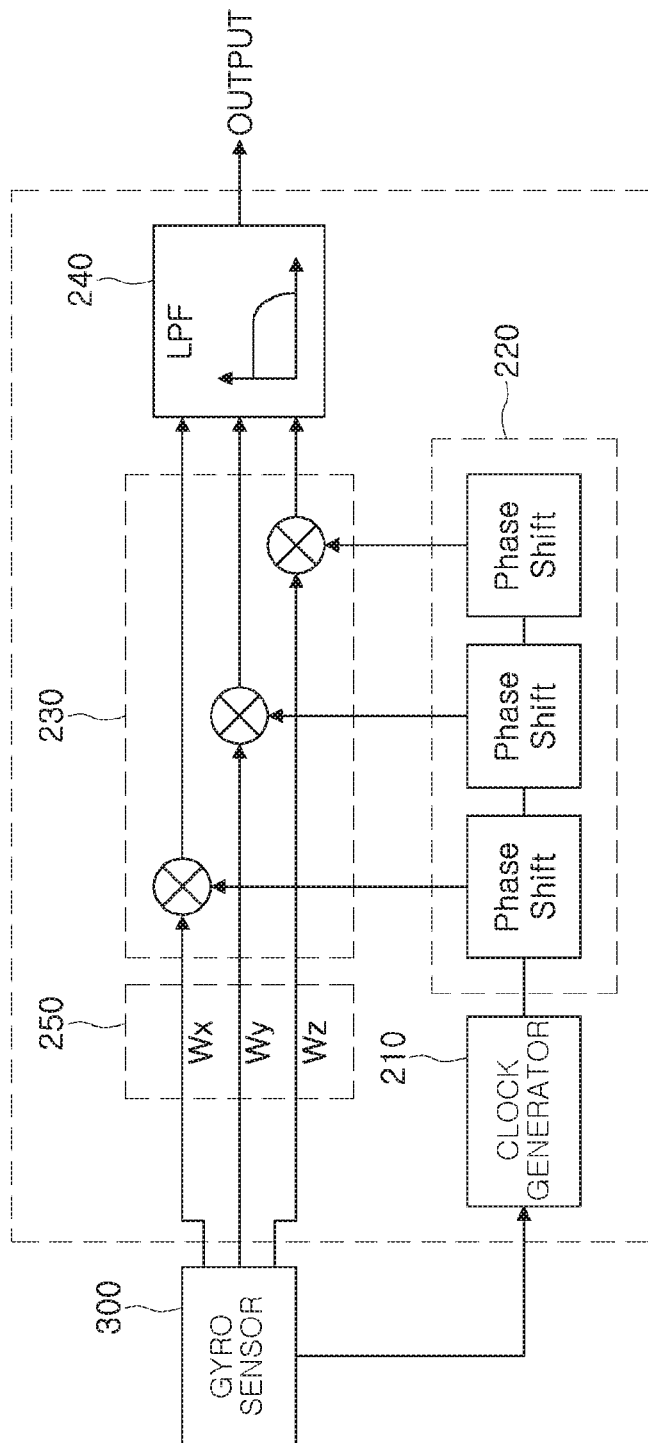 300
GYRO
SENSOR
250
Wx
Wy
Wz
230
240
LPF
OUTPUT
210
CLOCK
GENERATOR
220
Phase
Shift
Phase
Shift
Phase
Shift